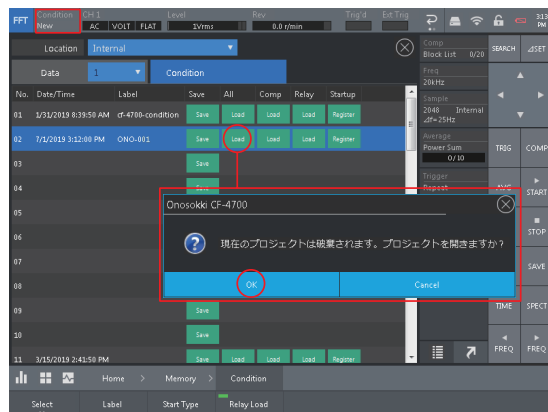 FFT
Condition
New
CH 1
AC VOLT FLAT
Level
1Vrms
Rev
0.0 r/min
Trig'd
Ext Trig
3:13
PM
Location Internal
Data 1 Condition
No. Date/Time Label Save All Comp Relay Startup
01 1/31/2019 8:39:50 AM cf-4700-condition Save Load Load Load Register
02 7/1/2019 3:12:00 PM ONO-001 Save Load Load Load Register
03 Save
04
05
06
07
08
09 Save
10 Save
11 3/15/2019 2:41:50 PM Save Load Load Load Register
Comp
Block List 0/20
Freq
20kHz
Sample
2048 Internal
⊿f=25Hz
Average
Power Sum
0/10
Trigger
Repeat
SEARCH ⊿SET
TRIG COMP
AVG START
STOP
SAVE
TIME SPECT
FREQ FREQ
Onosokki CF-4700
現在のプロジェクトは破棄されます。プロジェクトを開きますか?
OK Cancel
Home > Memory > Condition
Select Label Start Type Relay Load